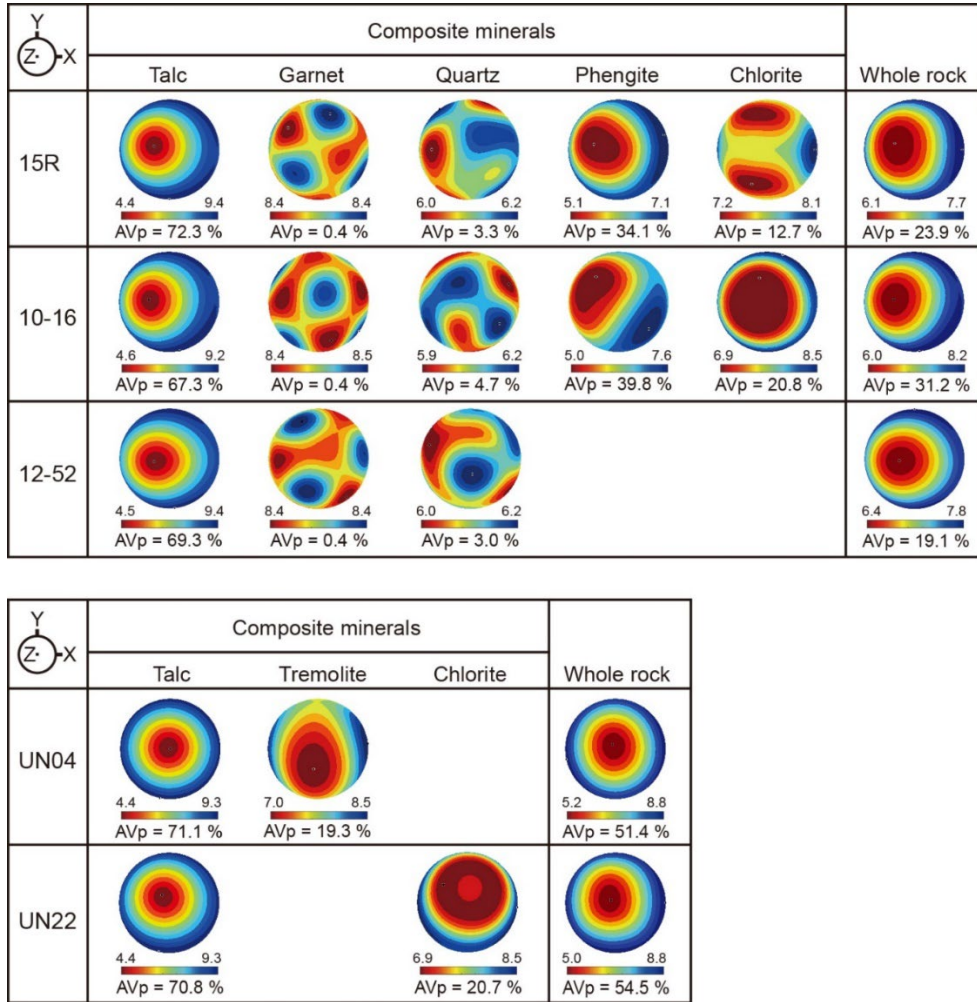 Y
Z· X
Composite minerals
Talc Garnet Quartz Phengite Chlorite Whole rock
15R
4.4 9.4 8.4 8.4 6.0 6.2 5.1 7.1 7.2 8.1 6.1 7.7
AVp = 72.3 % AVp = 0.4 % AVp = 3.3 % AVp = 34.1 % AVp = 12.7 % AVp = 23.9 %
10-16
4.6 9.2 8.4 8.5 5.9 6.2 5.0 7.6 6.9 8.5 6.0 8.2
AVp = 67.3 % AVp = 0.4 % AVp = 4.7 % AVp = 39.8 % AVp = 20.8 % AVp = 31.2 %
12-52
4.5 9.4 8.4 8.4 6.0 6.2 6.4 7.8
AVp = 69.3 % AVp = 0.4 % AVp = 3.0 % AVp = 19.1 %
Y
Z· X
Composite minerals
Talc Tremolite Chlorite Whole rock
UN04
4.4 9.3 7.0 8.5 5.2 8.8
AVp = 71.1 % AVp = 19.3 % AVp = 51.4 %
UN22
4.4 9.3 6.9 8.5 5.0 8.8
AVp = 70.8 % AVp = 20.7 % AVp = 54.5 %